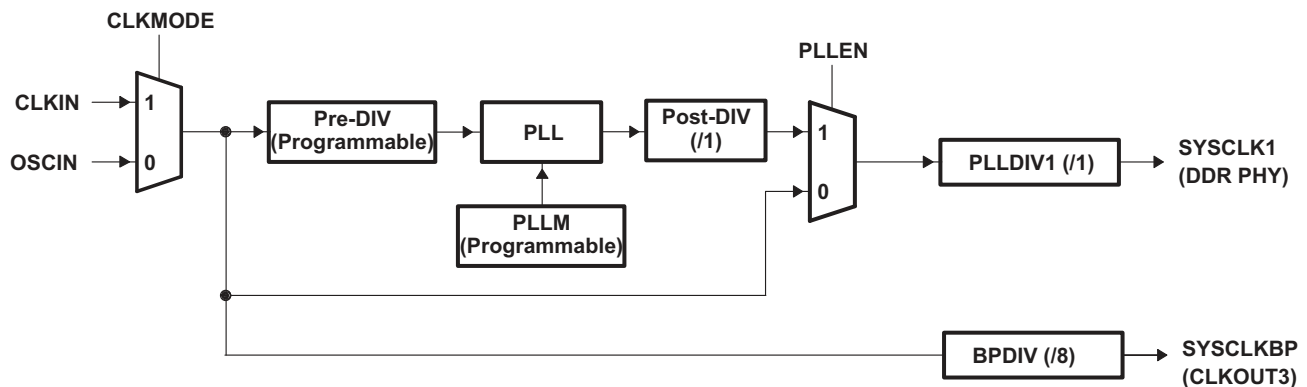 CLKMODE
CLKIN
1
OSCIN
0
Pre-DIV
(Programmable)
PLL
PLLM
(Programmable)
Post-DIV
(/1)
PLLEN
1
0
PLLDIV1 (/1)
SYSCLK1
(DDR PHY)
BPDIV (/8)
SYSCLKBP
(CLKOUT3)